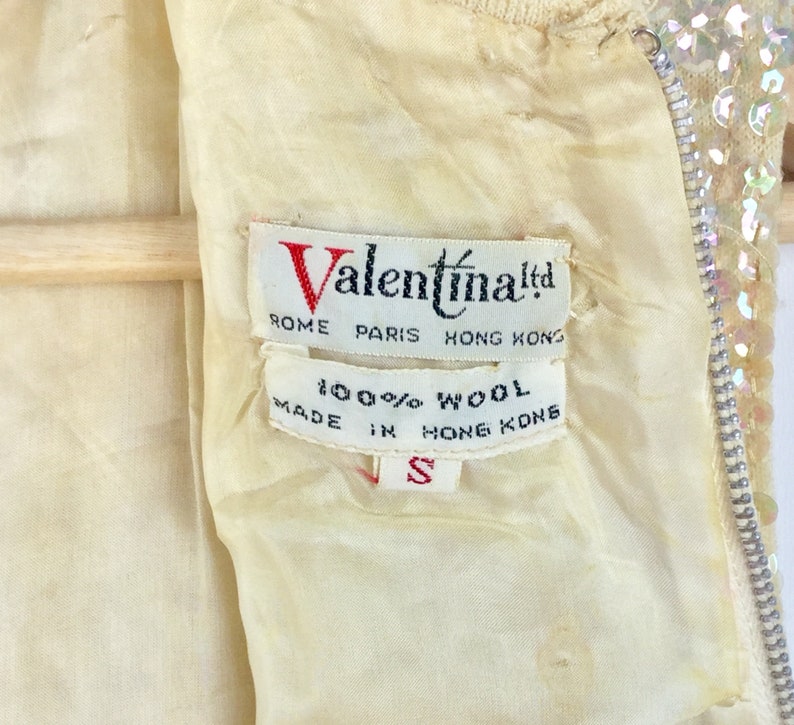 Valentina ltd
ROME PARIS HONG KONG
100% WOOL
MADE IN HONG KONG
S